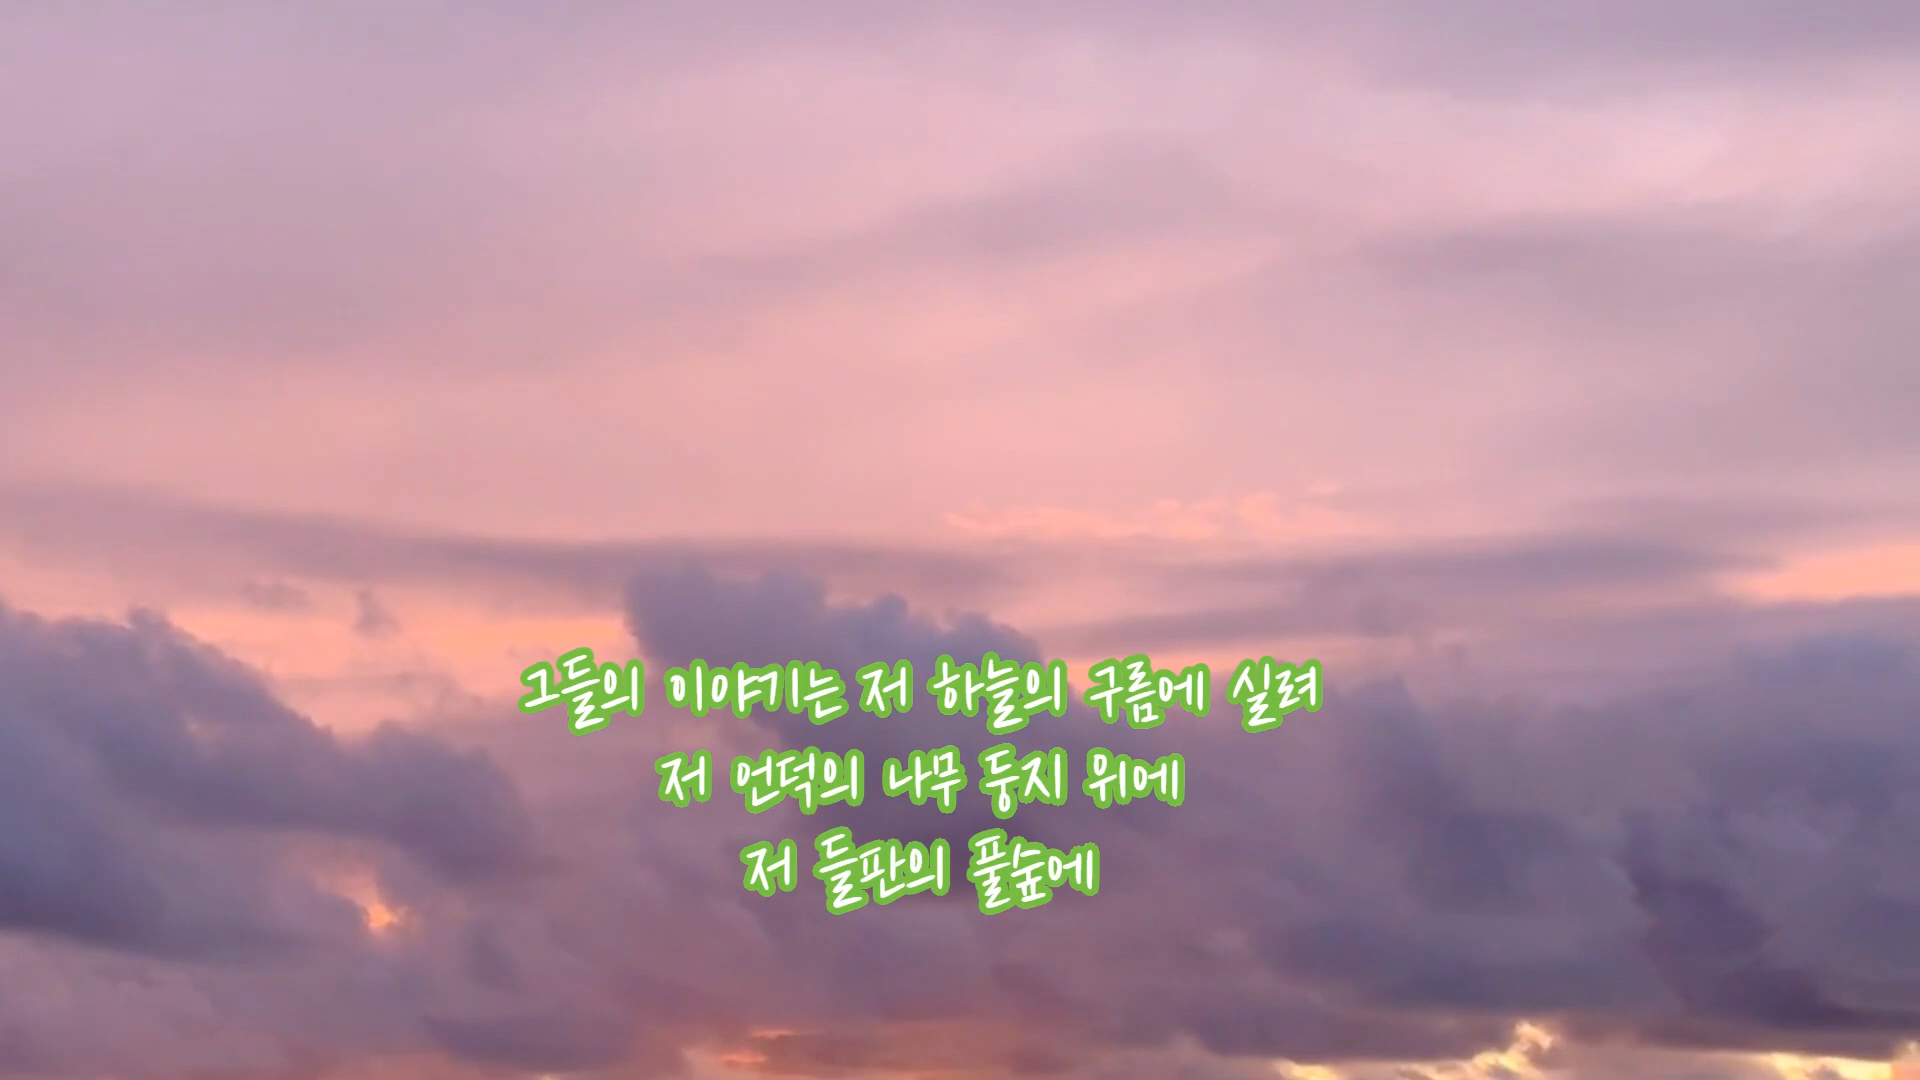 그들의 이야기는 저 하늘의 구름에 실려
저 언덕의 나무 둥지 위에
저 들판의 풀숲에